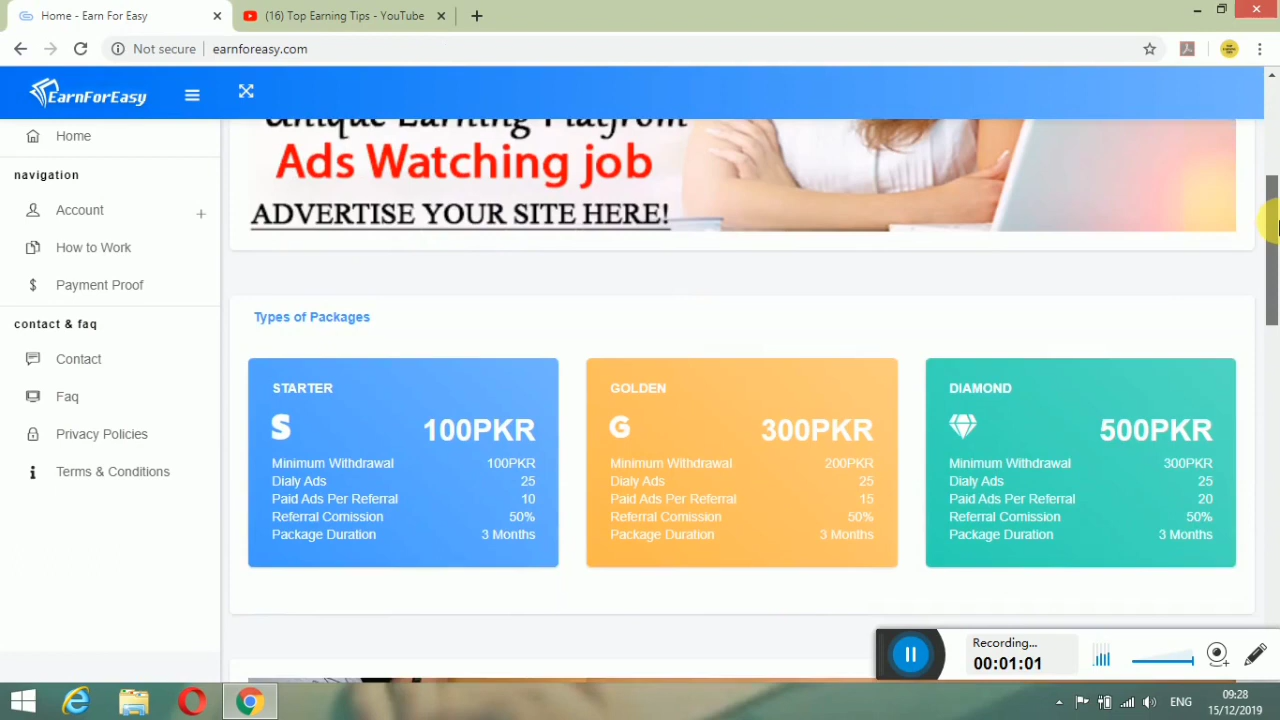 Home - Earn For Easy
(16) Top Earning Tips - YouTube
Not secure
earnforeasy.com
EarnForEasy
Home
navigation
Account
How to Work
Payment Proof
contact & faq
Contact
Faq
Privacy Policies
Terms & Conditions
Unique Earning Platfrom
Ads Watching job
ADVERTISE YOUR SITE HERE!
Types of Packages
STARTER
S 100PKR
Minimum Withdrawal 100PKR
Dialy Ads 25
Paid Ads Per Referral 10
Referral Comission 50%
Package Duration 3 Months
GOLDEN
G 300PKR
Minimum Withdrawal 200PKR
Dialy Ads 25
Paid Ads Per Referral 15
Referral Comission 50%
Package Duration 3 Months
DIAMOND
500PKR
Minimum Withdrawal 300PKR
Dialy Ads 25
Paid Ads Per Referral 20
Referral Comission 50%
Package Duration 3 Months
Recording...
00:01:01
ENG
09:28
15/12/2019